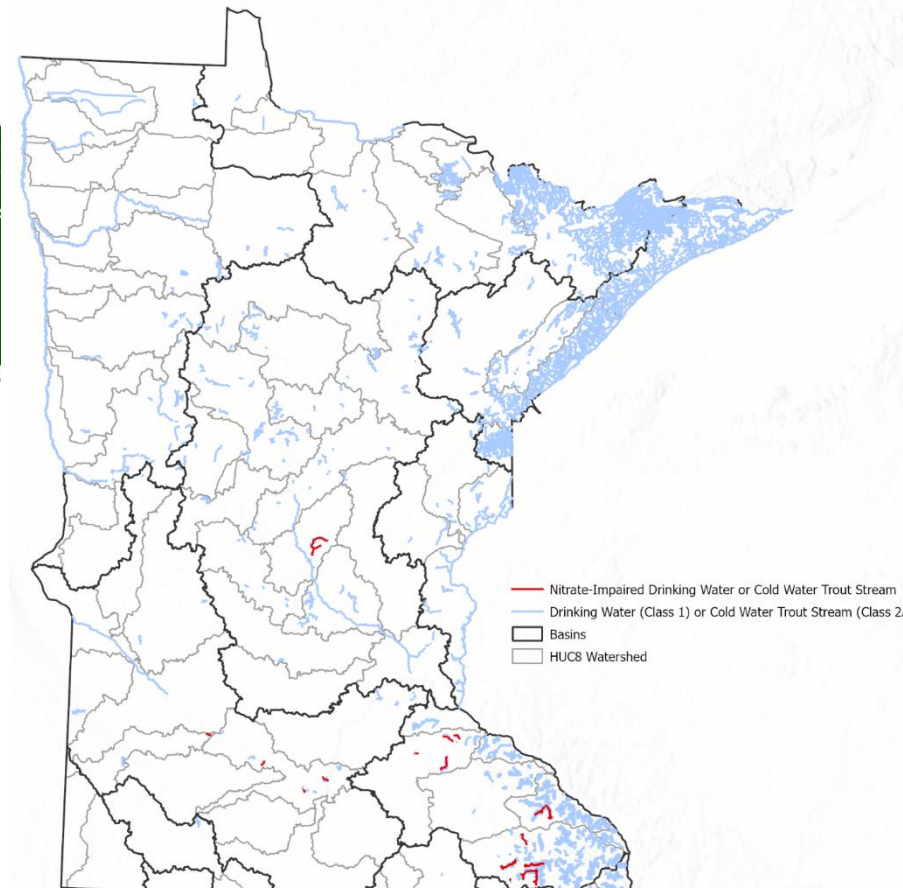 Nitrate-Impaired Drinking Water or Cold Water Trout Stream
Drinking Water (Class 1) or Cold Water Trout Stream (Class 2
Basins
HUC8 Watershed